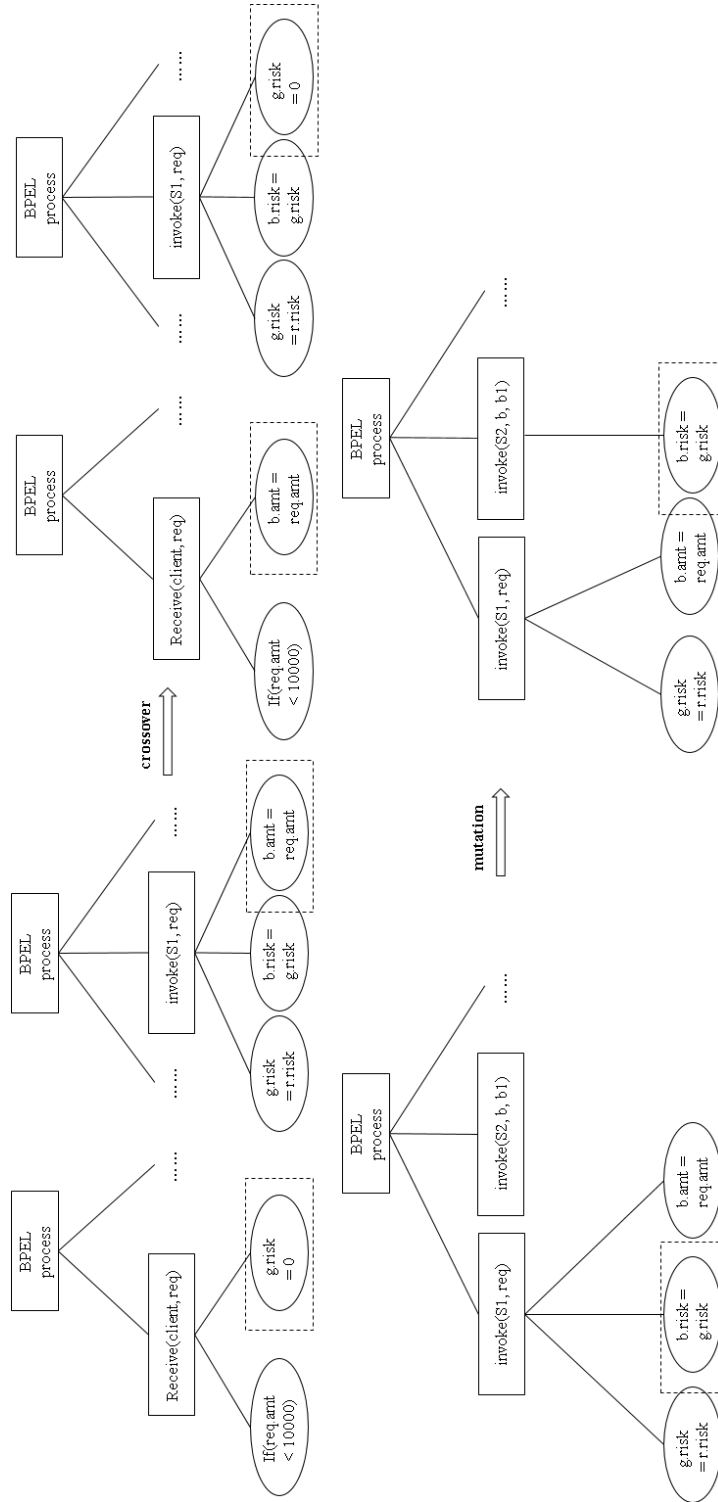 BPEL
process
Receive(client, req)
......
If(req.amt
< 10000)
g.risk
= 0
BPEL
process
......
invoke(S1, req)
......
g.risk
= r.risk
b.risk =
g.risk
b.amt =
req.amt
crossover
BPEL
process
Receive(client, req)
......
If(req.amt
< 10000)
b.amt =
req.amt
BPEL
process
......
invoke(S1, req)
......
g.risk
= r.risk
b.risk =
g.risk
g.risk
= 0
BPEL
process
invoke(S1, req)
invoke(S2, b, b1)
......
g.risk
= r.risk
b.risk =
g.risk
b.amt =
req.amt
mutation
BPEL
process
invoke(S1, req)
invoke(S2, b, b1)
......
g.risk
= r.risk
b.amt =
req.amt
b.risk =
g.risk